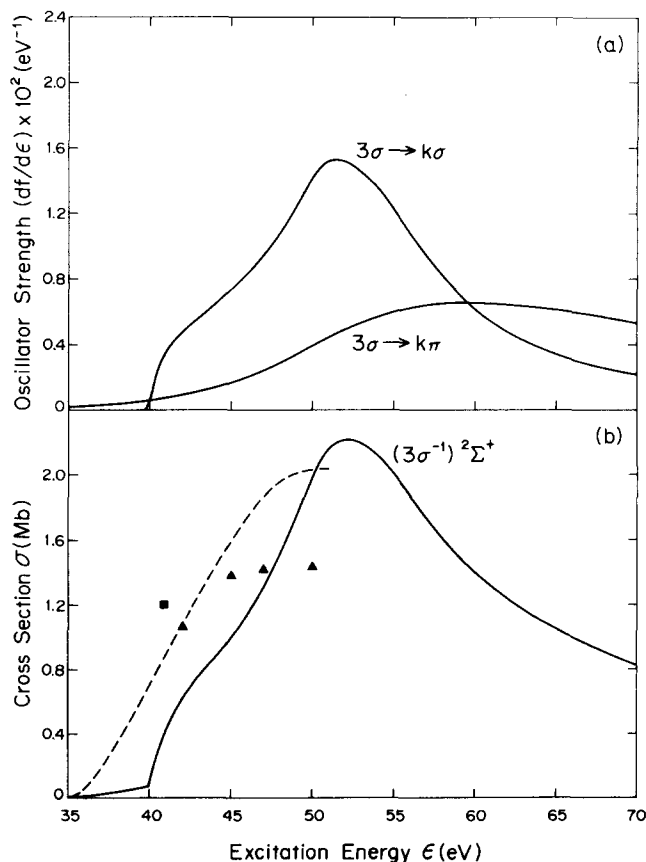 (a)
Oscillator Strength (df/dϵ) x 10² (eV⁻¹)
2.4
2.0
1.6
1.2
0.8
0.4
0
3σ → kσ
3σ → kπ
(b)
Cross Section σ(Mb)
2.0
1.6
1.2
0.8
0.4
0
(3σ⁻¹) ²Σ⁺
35 40 45 50 55 60 65 70
Excitation Energy ϵ(eV)